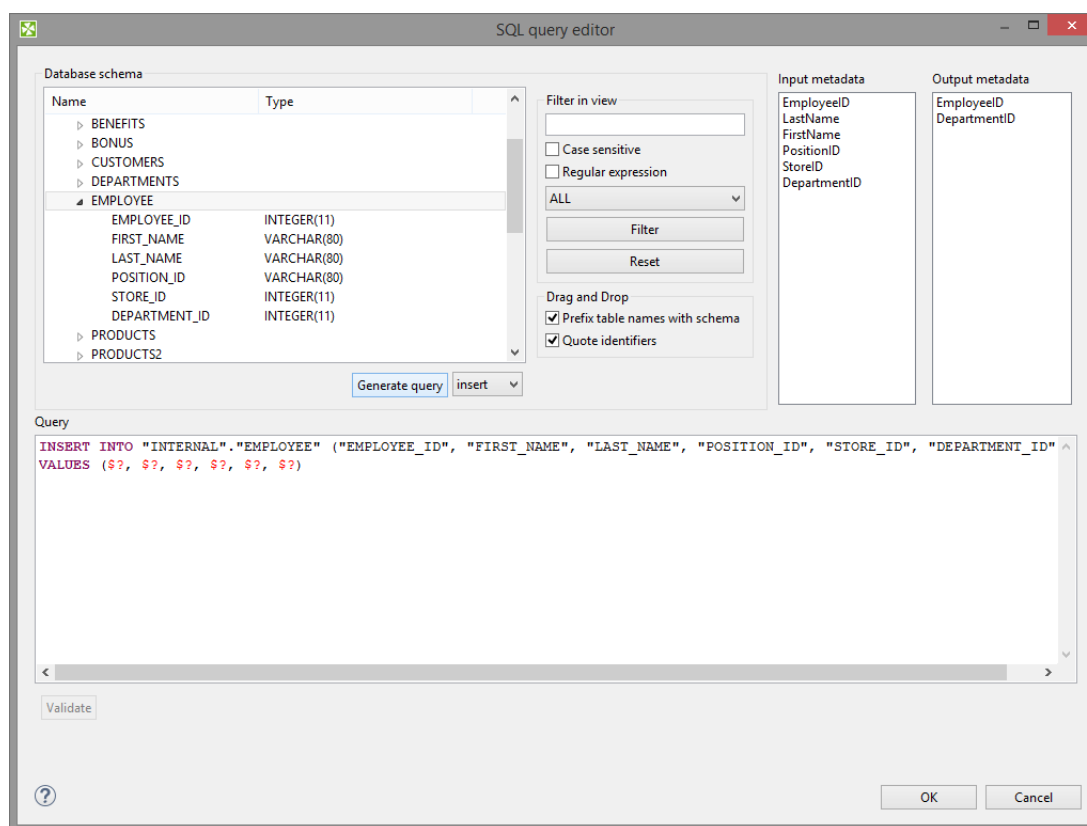 SQL query editor
Database schema
Name Type
BENEFITS
BONUS
CUSTOMERS
DEPARTMENTS
EMPLOYEE
EMPLOYEE_ID INTEGER(11)
FIRST_NAME VARCHAR(80)
LAST_NAME VARCHAR(80)
POSITION_ID VARCHAR(80)
STORE_ID INTEGER(11)
DEPARTMENT_ID INTEGER(11)
PRODUCTS
PRODUCTS2
Generate query insert
Filter in view
Case sensitive
Regular expression
ALL
Filter
Reset
Drag and Drop
Prefix table names with schema
Quote identifiers
Input metadata
EmployeeID
LastName
FirstName
PositionID
StoreID
DepartmentID
Output metadata
EmployeeID
DepartmentID
Query
INSERT INTO "INTERNAL"."EMPLOYEE" ("EMPLOYEE_ID", "FIRST_NAME", "LAST_NAME", "POSITION_ID", "STORE_ID", "DEPARTMENT_ID"
VALUES ($?, $?, $?, $?, $?, $?)
Validate
?
OK Cancel